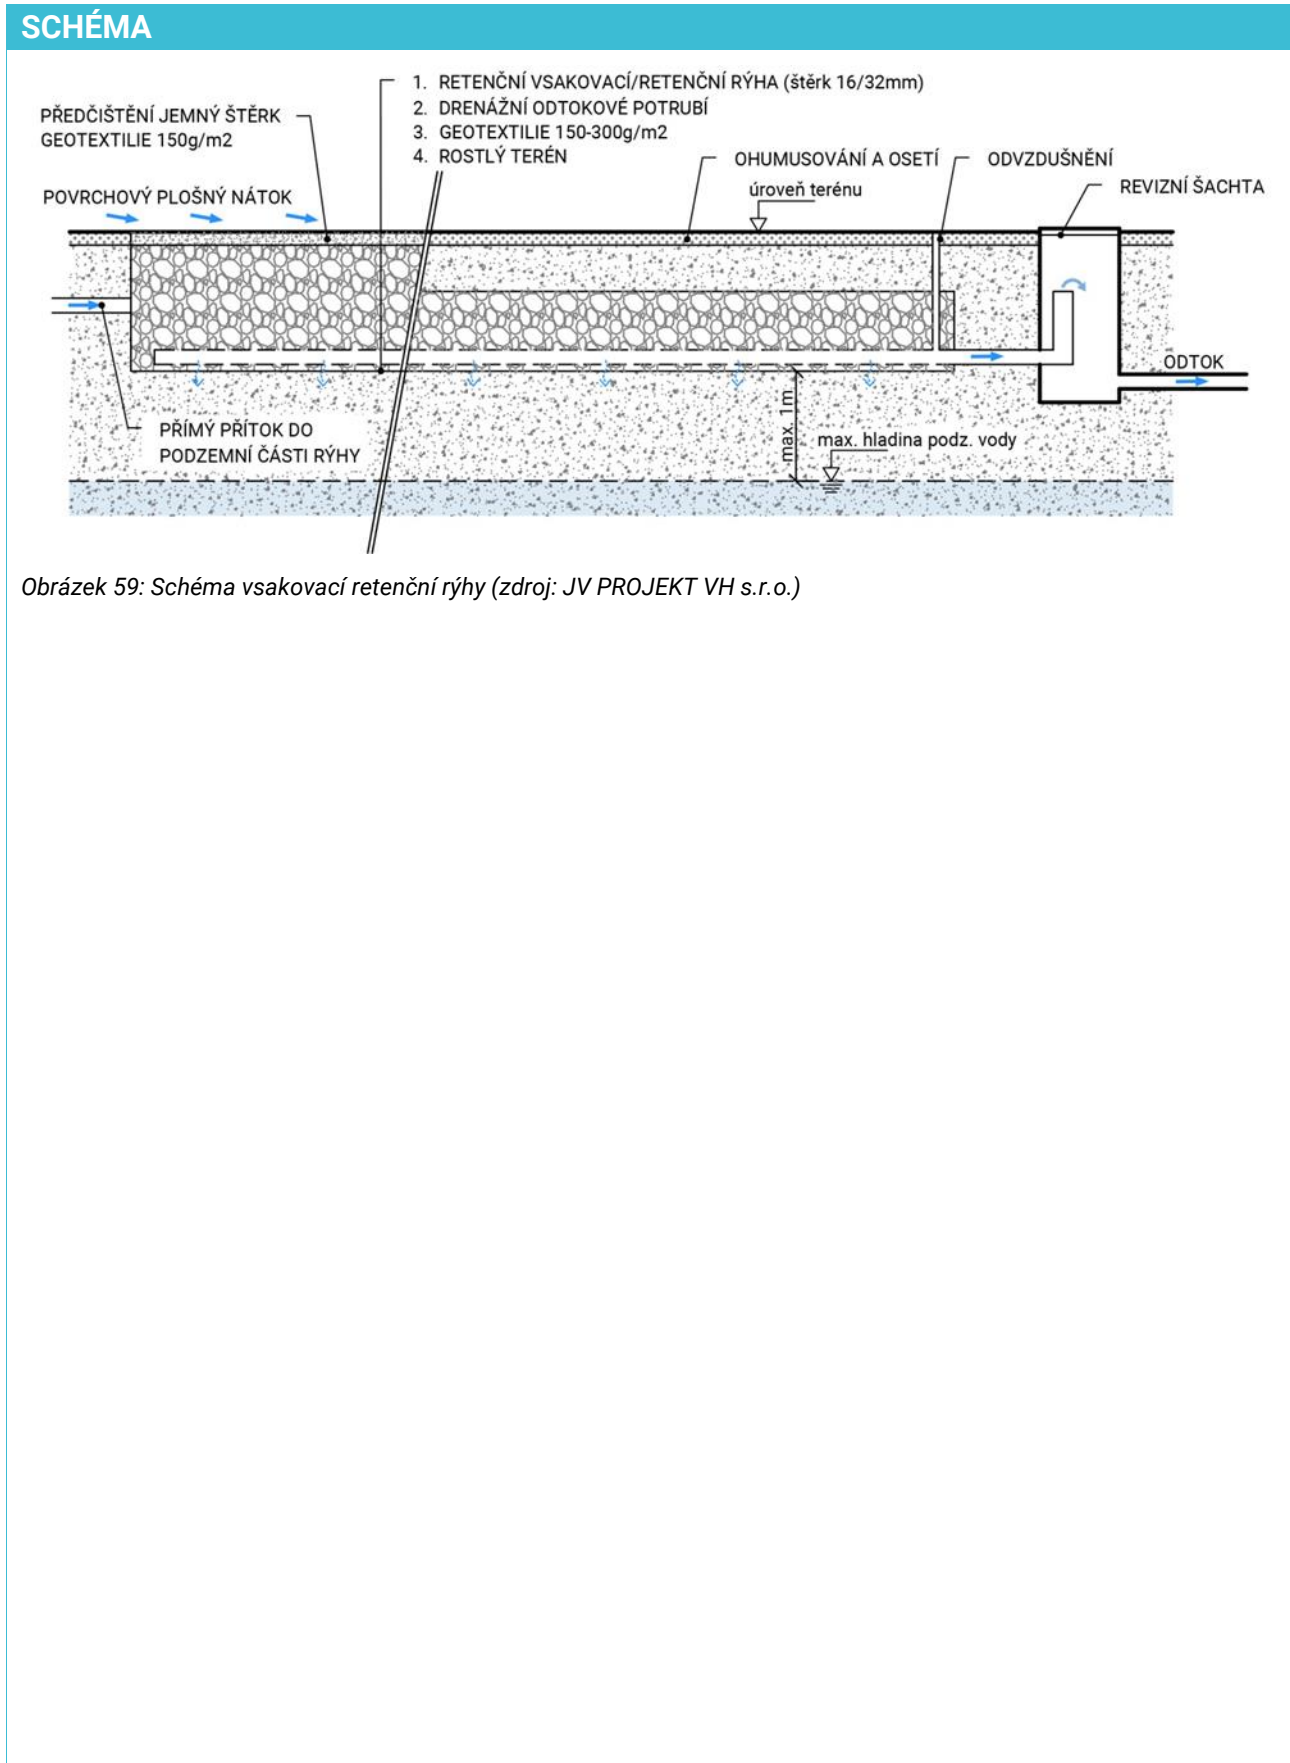 SCHÉMA
1. RETENČNÍ VSAKOVACÍ/RETENČNÍ RÝHA (štěrk 16/32mm)
2. DRENÁŽNÍ ODTOKOVÉ POTRUBÍ
3. GEOTEXTILIE 150-300g/m2
4. ROSTLÝ TERÉN
PŘEDČIŠTĚNÍ JEMNÝ ŠTĚRK
GEOTEXTILIE 150g/m2
POVRCHOVÝ PLOŠNÝ NÁTOK
OHUMUSOVÁNÍ A OSETÍ
úroveň terénu
ODVZDUŠNĚNÍ
REVIZNÍ ŠACHTA
ODTOK
PŘÍMÝ PŘÍTOK DO
PODZEMNÍ ČÁSTI RÝHY
max. 1m
max. hladina podz. vody
Obrázek 59: Schéma vsakovací retenční rýhy (zdroj: JV PROJEKT VH s.r.o.)